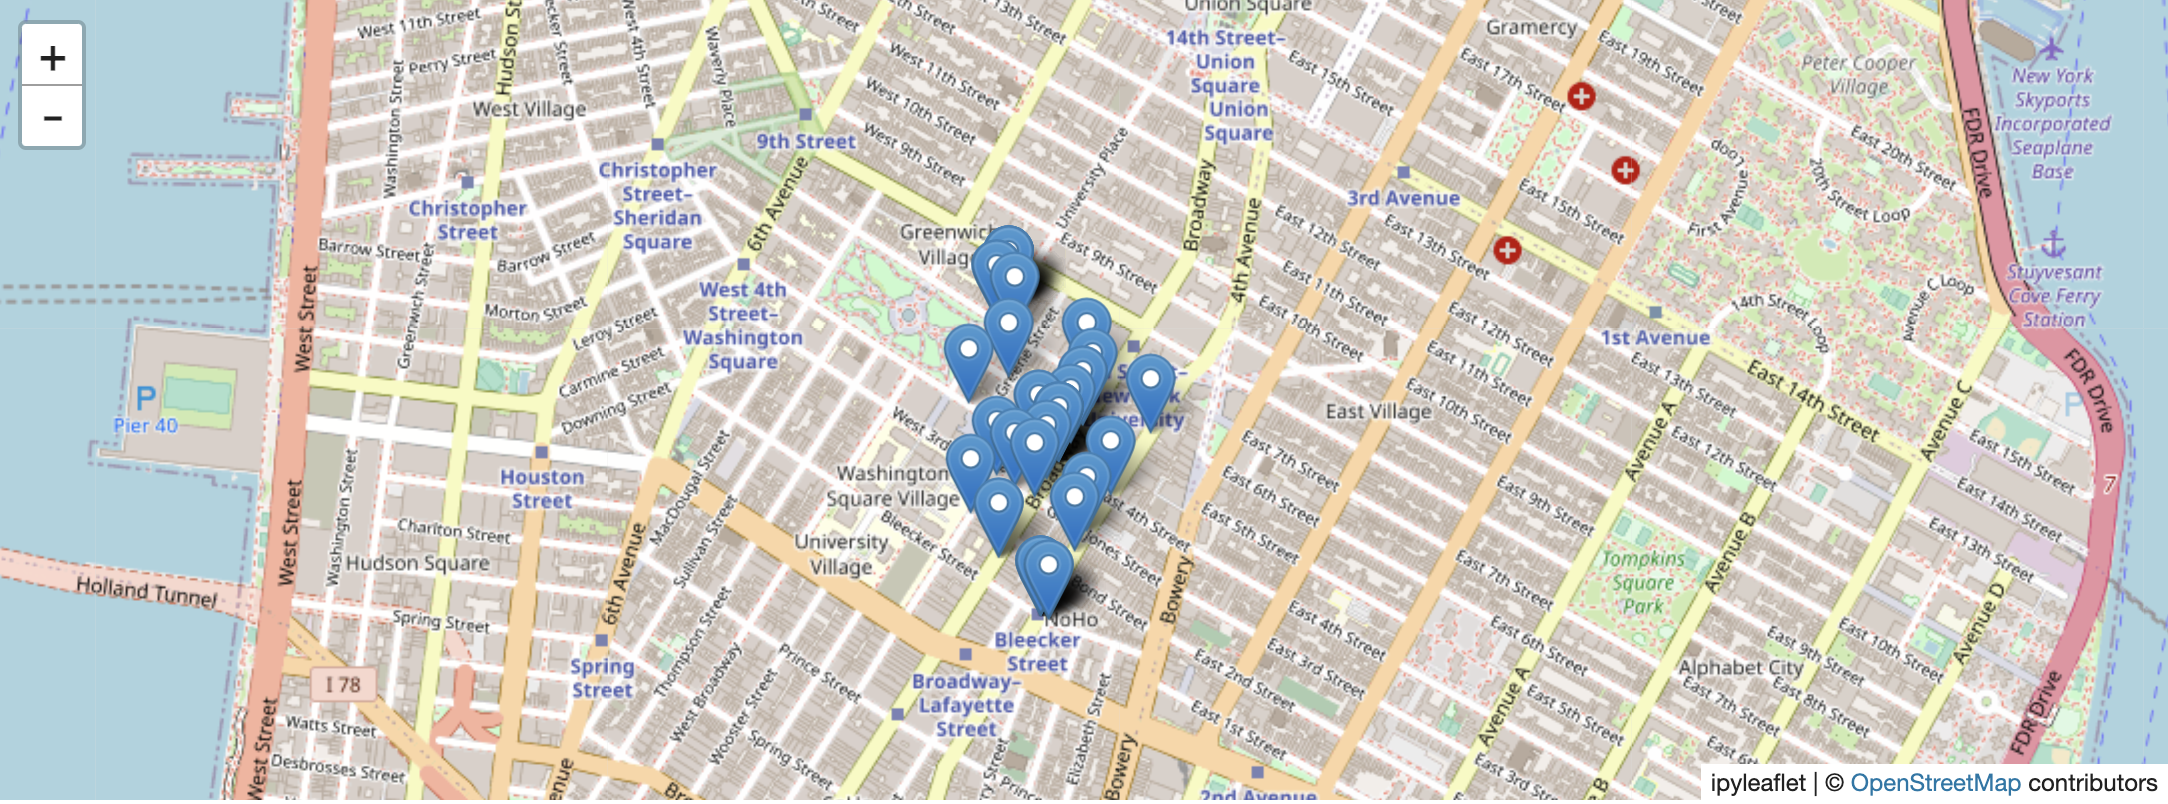 +
−
West 11th Street
Perry Street
Washington Street
Hudson St
West 4th Street
Waverly Place
West Village
9th Street
Christopher
Street–
Sheridan
Square
Christopher
Street
Barrow Street
Barrow Street
Greenwich Street
Morton Street
Leroy Street
Carmine Street
Downing Street
West Street
West Street
West Street
P
Pier 40
6th Avenue
West 4th
Street–
Washington
Square
West 11th Street
West 10th Street
West 9th Street
13th Street
University Place
Union Square
14th Street–
Union
Square
Union
Square
Broadway
4th Avenue
East 9th Street
Greenwich
Village
Greene Street
West 3rd
Washington
Square Village
Bleecker Street
University
Village
Houston
Street
Washington Street
Charlton Street
Hudson Square
Holland Tunnel
Spring Street
I 78
Watts Street
Desbrosses Street
6th Avenue
Spring
Street
MacDougal Street
Sullivan Street
Thompson Street
West Broadway
Wooster Street
Prince Street
Spring Street
Broadway–
Lafayette
Street
Bleecker
Street
NoHo
Bond Street
Jones Street
East 4th Street
Elizabeth Street
Bowery
Bowery
Gramercy
East 15th Street
East 17th Street
East 19th Street
East 15th Street
3rd Avenue
East 13th Street
East 12th Street
East 11th Street
East 10th Street
East 12th Street
East 11th Street
East 10th Street
East 9th Street
East Village
East 7th Street
East 6th Street
East 5th Street
East 7th Street
East 6th Street
East 5th Street
East 4th Street
East 3rd Street
East 2nd Street
East 1st Street
East 3rd Street
2nd Avenue
1st Avenue
East 14th Street
East 13th Street
East 12th Street
Avenue A
Avenue A
Avenue B
Avenue C
Avenue D
Tompkins
Square
Park
Alphabet City
East 10th Street
East 9th Street
East 8th Street
East 7th Street
East 15th Street
East 14th Street
East 13th Street
Peter Cooper
Village
First Avenue Loop
20th Street Loop
East 20th Street
14th Street Loop
Avenue C Loop
FDR Drive
FDR Drive
FDR Drive
7
P
New York
Skyports
Incorporated
Seaplane
Base
Stuyvesant
Cove Ferry
Station
ipyleaflet | © OpenStreetMap contributors